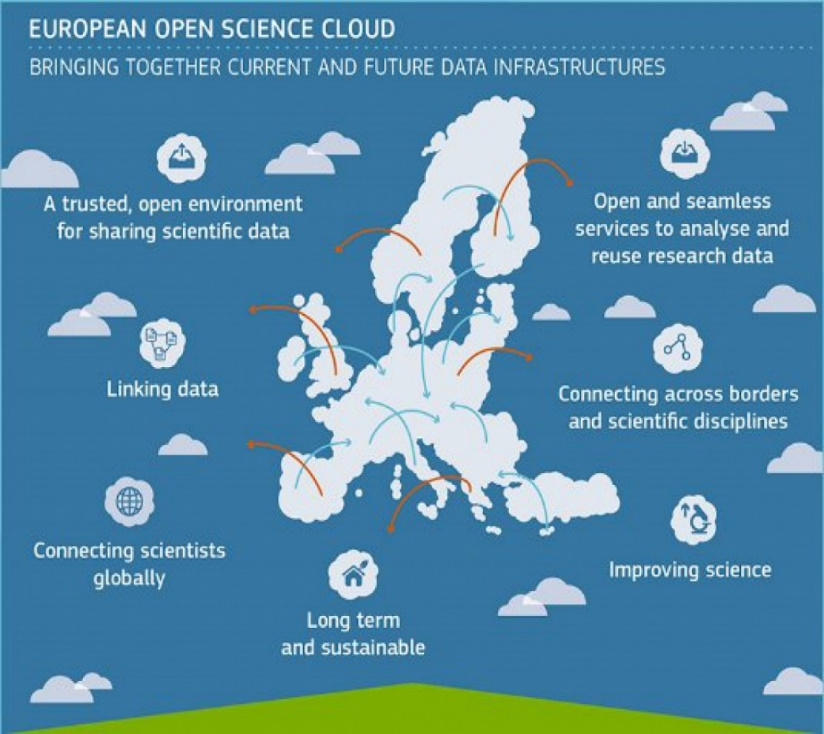 EUROPEAN OPEN SCIENCE CLOUD
BRINGING TOGETHER CURRENT AND FUTURE DATA INFRASTRUCTURES
A trusted, open environment
for sharing scientific data
Open and seamless
services to analyse and
reuse research data
Linking data
Connecting across borders
and scientific disciplines
Connecting scientists
globally
Improving science
Long term
and sustainable